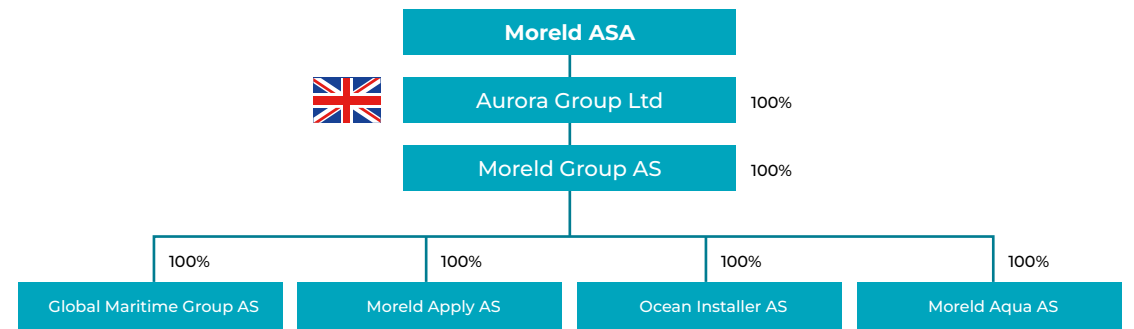 Moreld ASA
Aurora Group Ltd
100%
Moreld Group AS
100%
100%
100%
100%
100%
Global Maritime Group AS
Moreld Apply AS
Ocean Installer AS
Moreld Aqua AS